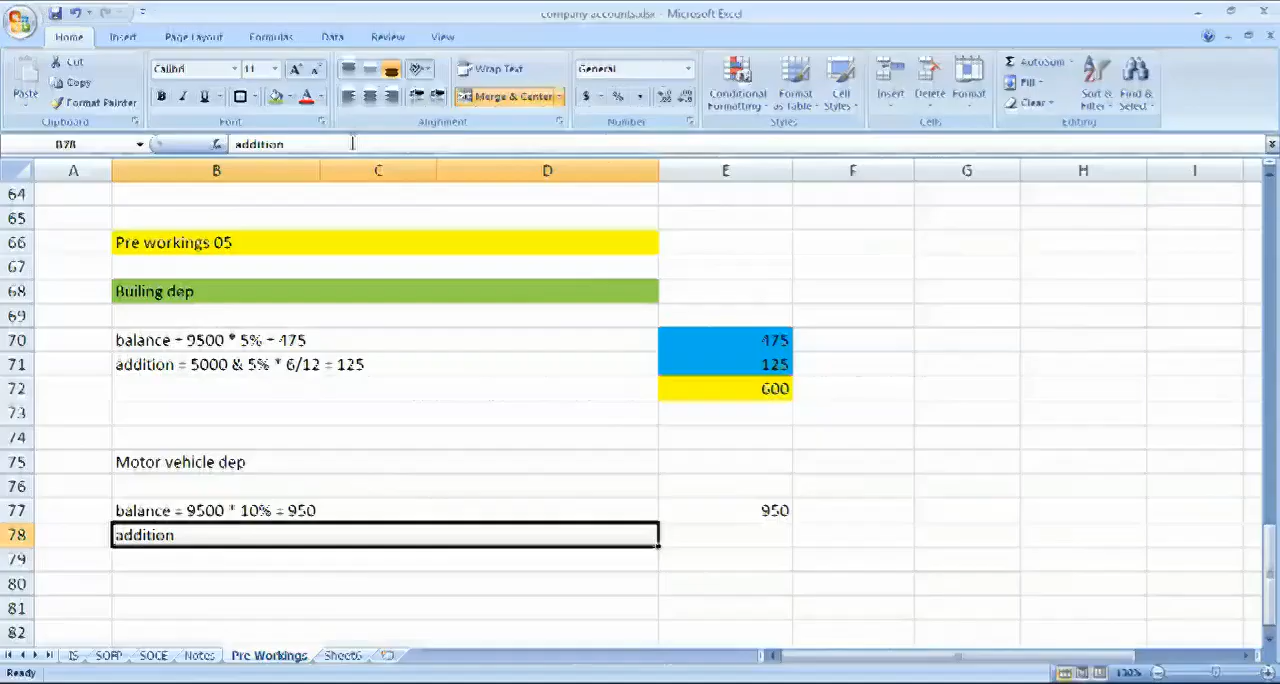 company accounts.xlsx - Microsoft Excel
Home Insert Page Layout Formulas Data Review View
Paste
Cut
Copy
Format Painter
Clipboard
Calibri 11
B I U A
Font
Wrap Text
Merge & Center
Alignment
General
$ % ,
Number
Conditional Formatting
Format as Table
Cell Styles
Styles
Insert Delete Format
Cells
Σ AutoSum
Fill
Clear
Sort & Filter
Find & Select
Editing
B78 fx addition
A B C D E F G H I
64
65
66 Pre workings 05
67
68 Builing dep
69
70 balance = 9500 * 5% = 475 475
71 addition = 5000 & 5% * 6/12 = 125 125
72 600
73
74
75 Motor vehicle dep
76
77 balance = 9500 * 10% = 950 950
78 addition
79
80
81
82
IS SOFP SOCE Notes Pre Workings Sheet6
Ready 130%